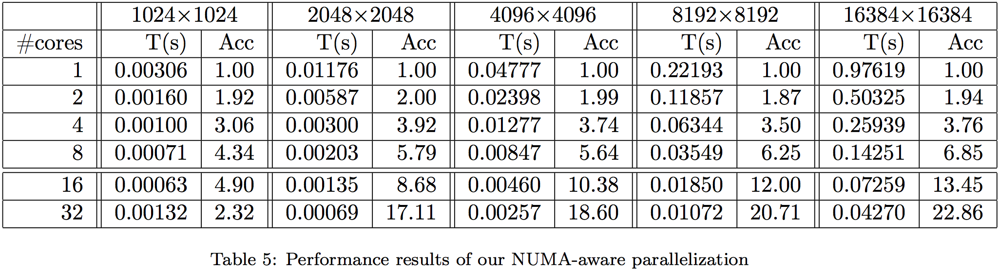 1024×1024 2048×2048 4096×4096 8192×8192 16384×16384
#cores T(s) Acc T(s) Acc T(s) Acc T(s) Acc T(s) Acc
1 0.00306 1.00 0.01176 1.00 0.04777 1.00 0.22193 1.00 0.97619 1.00
2 0.00160 1.92 0.00587 2.00 0.02398 1.99 0.11857 1.87 0.50325 1.94
4 0.00100 3.06 0.00300 3.92 0.01277 3.74 0.06344 3.50 0.25939 3.76
8 0.00071 4.34 0.00203 5.79 0.00847 5.64 0.03549 6.25 0.14251 6.85
16 0.00063 4.90 0.00135 8.68 0.00460 10.38 0.01850 12.00 0.07259 13.45
32 0.00132 2.32 0.00069 17.11 0.00257 18.60 0.01072 20.71 0.04270 22.86
Table 5: Performance results of our NUMA-aware parallelization